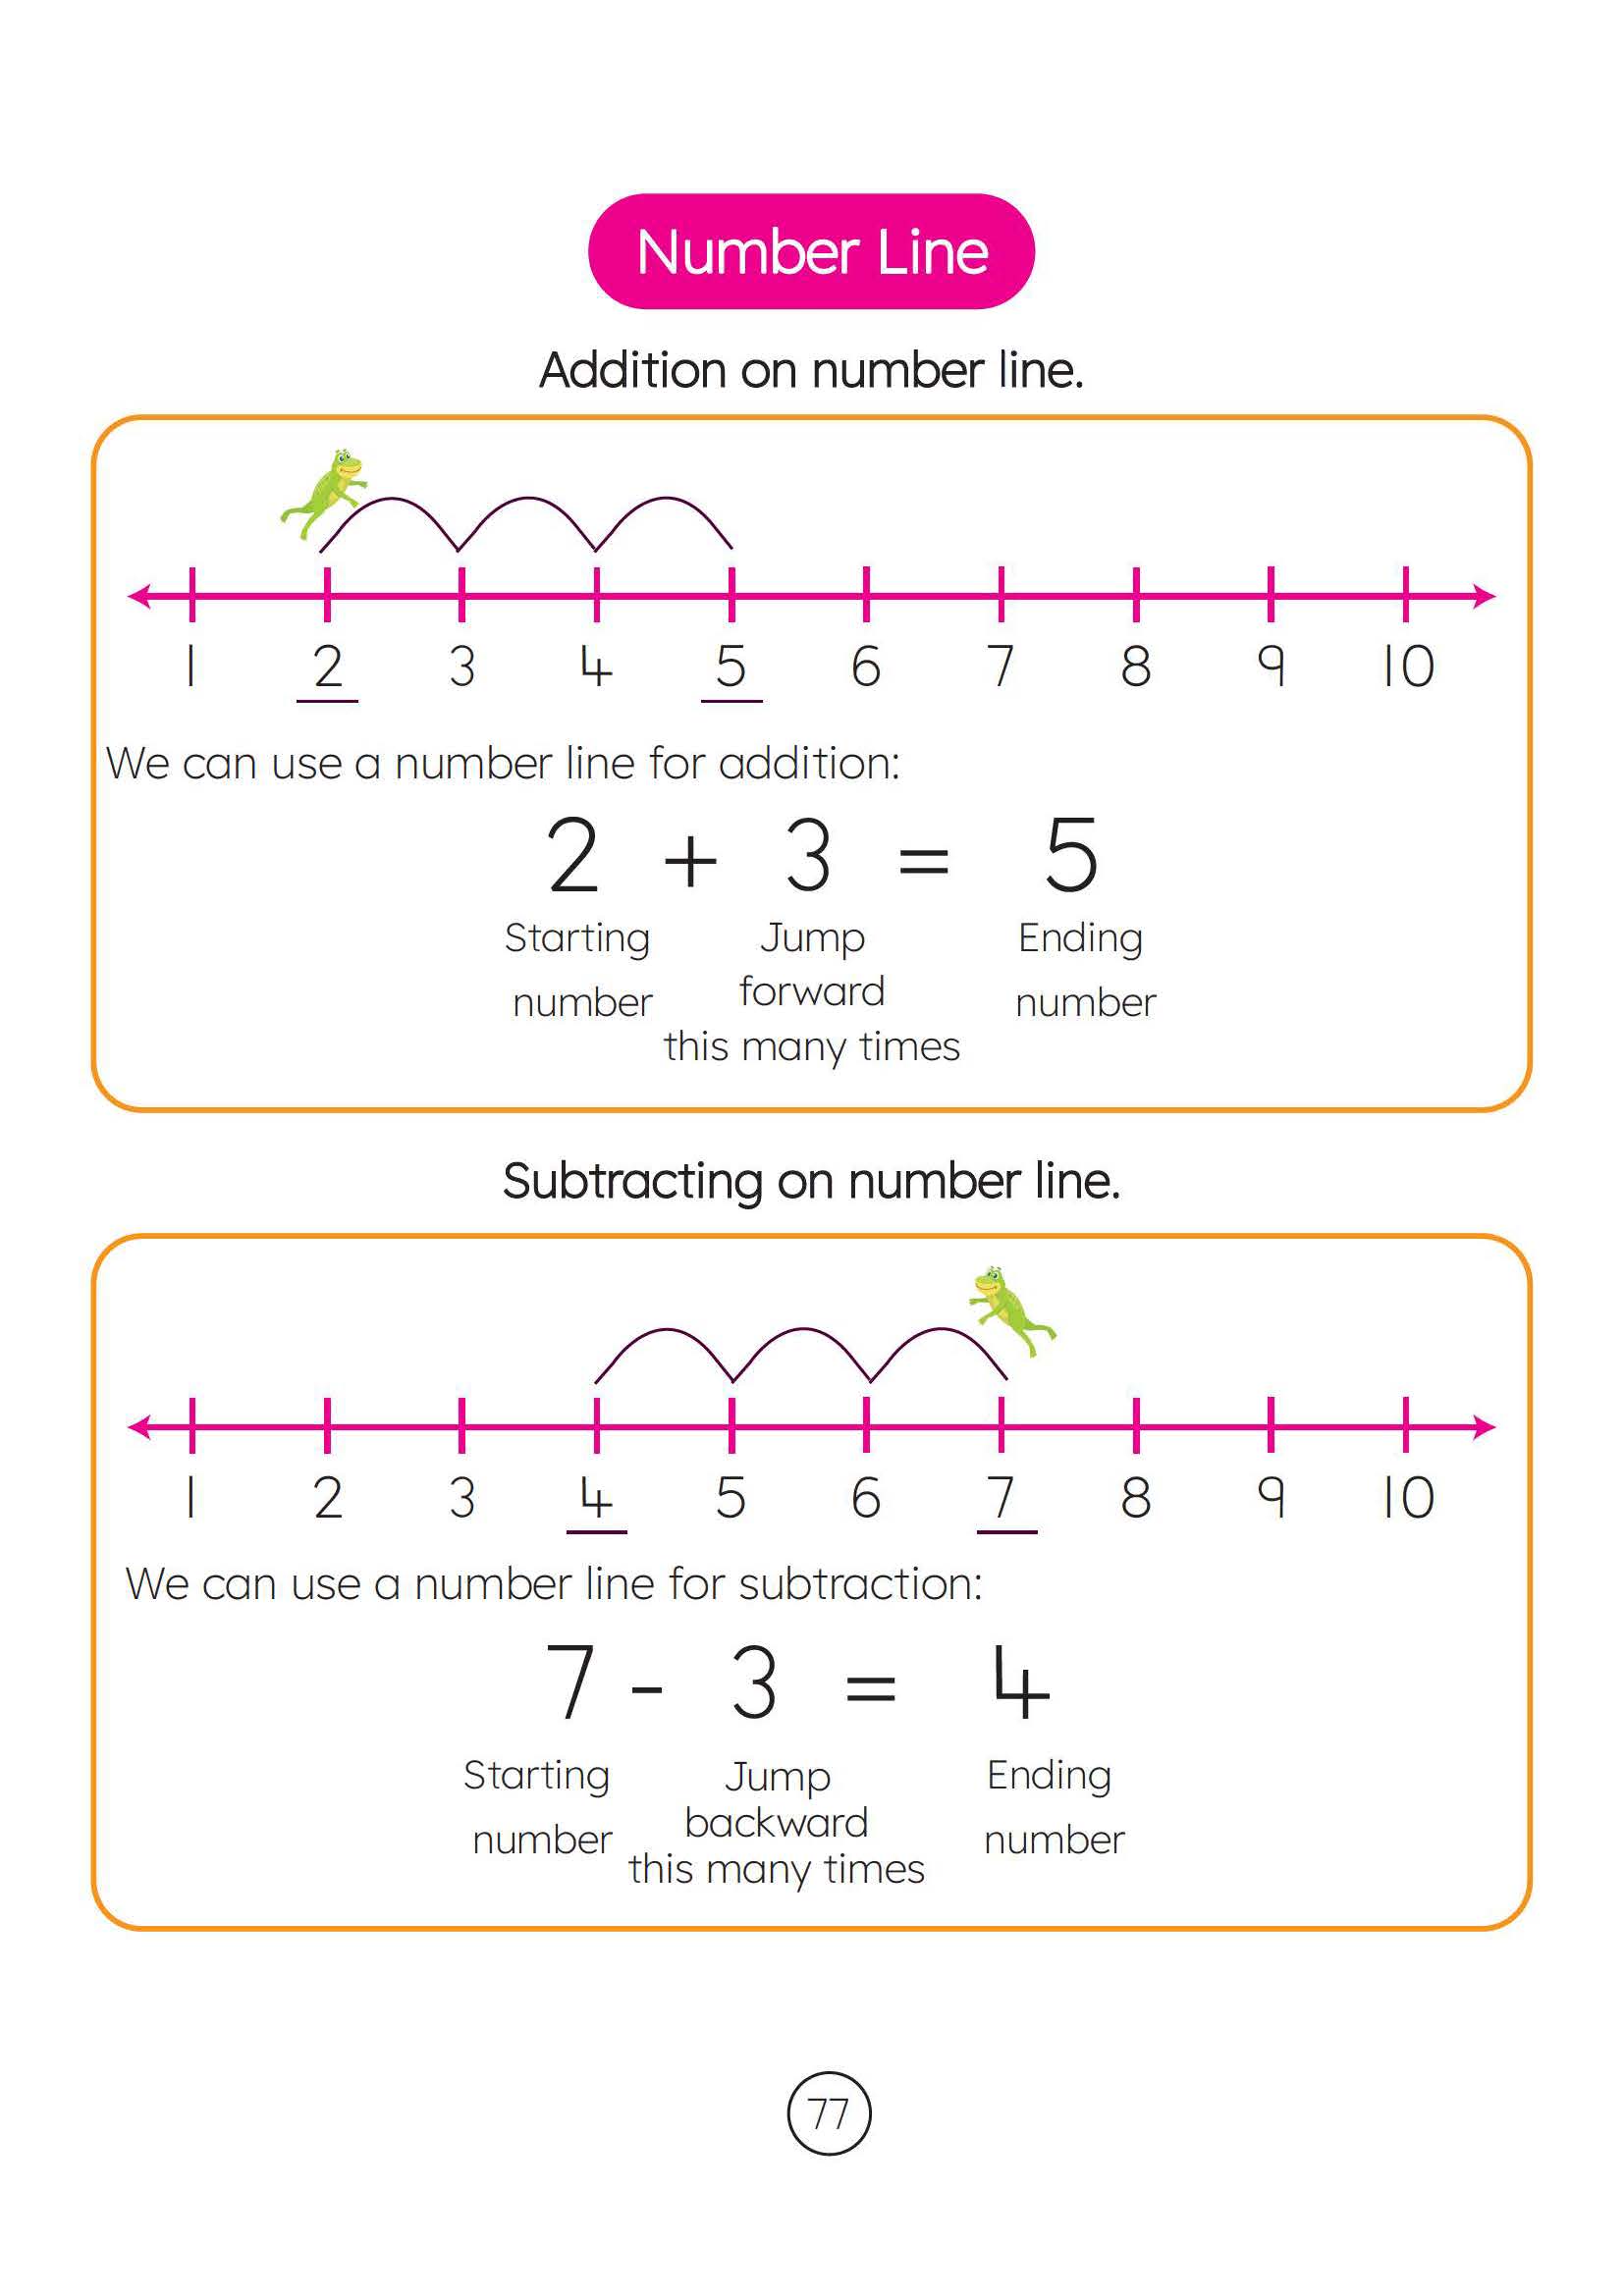 Number Line
Addition on number line.
1 2 3 4 5 6 7 8 9 10
We can use a number line for addition:
2 + 3 = 5
Starting Jump Ending
number forward number
this many times
Subtracting on number line.
1 2 3 4 5 6 7 8 9 10
We can use a number line for subtraction:
7 - 3 = 4
Starting Jump Ending
number backward number
this many times
77